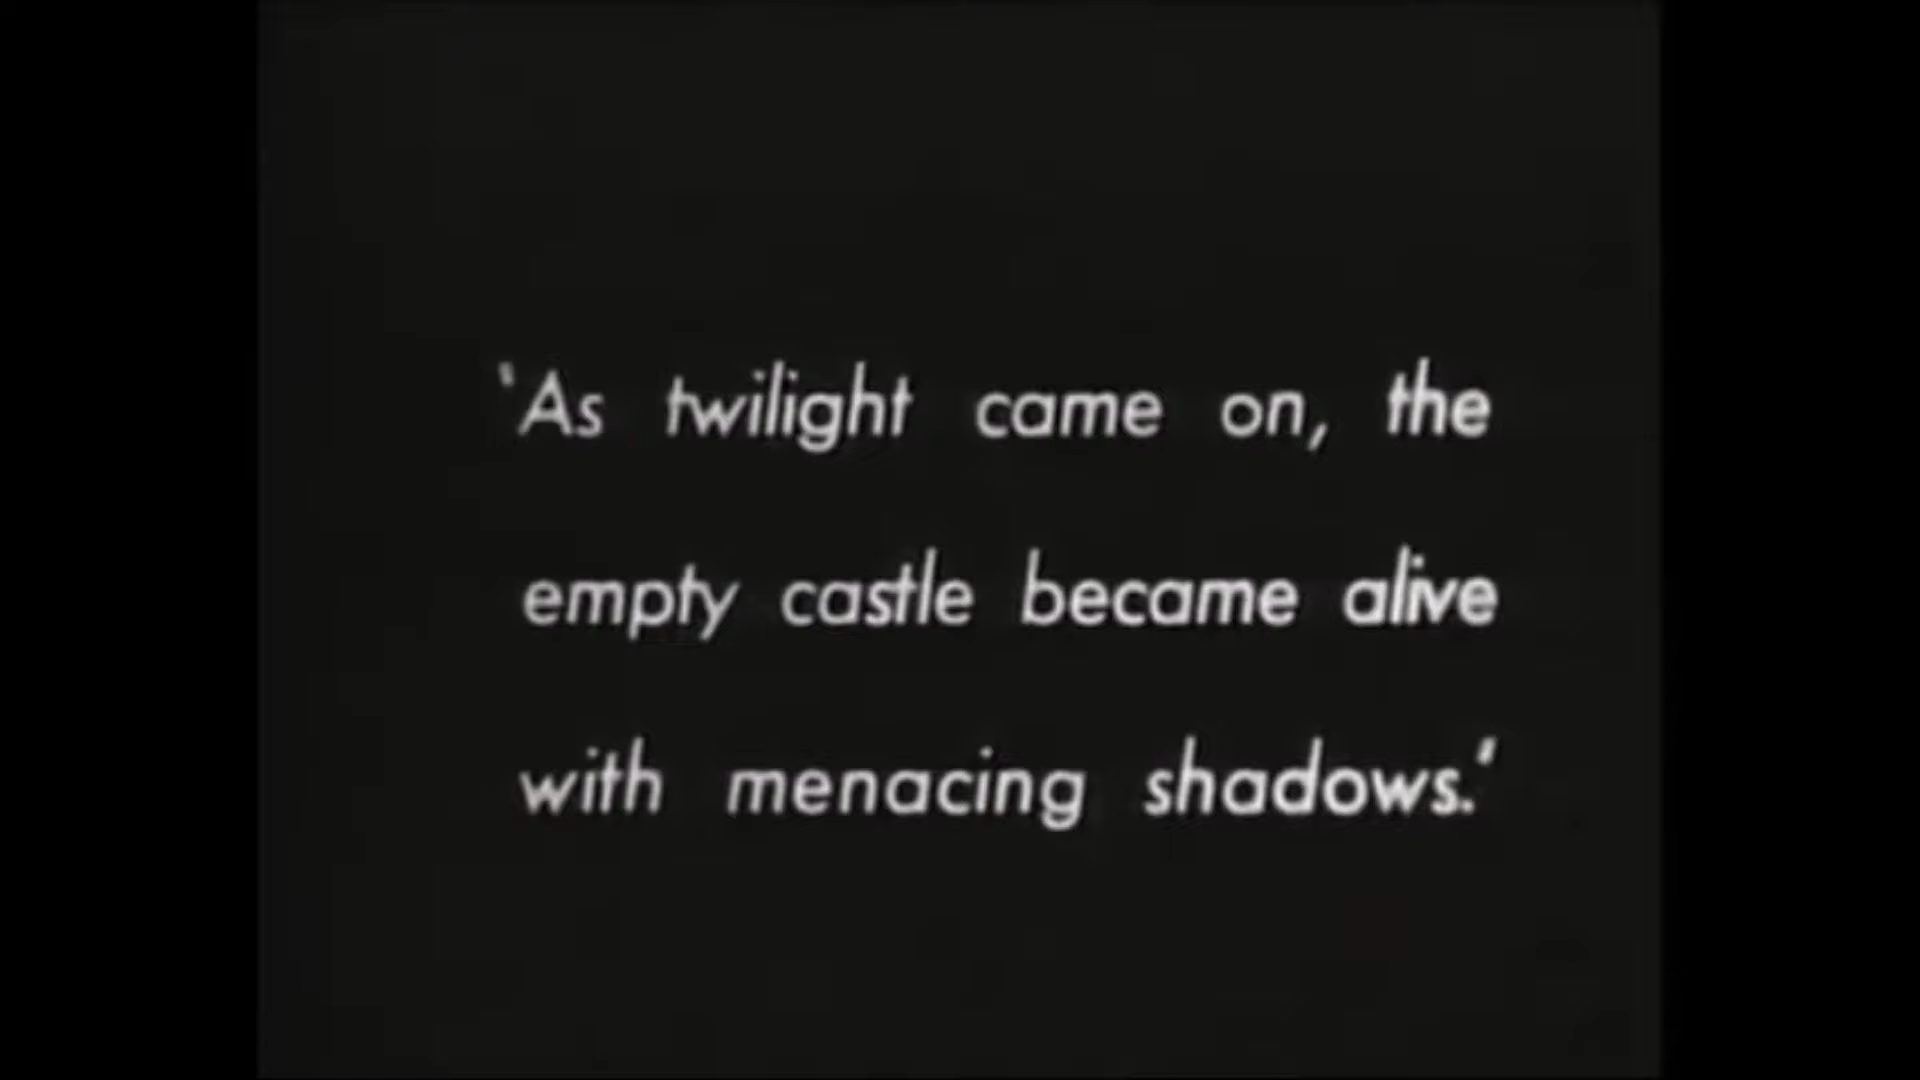 ‘As twilight came on, the
empty castle became alive
with menacing shadows.’